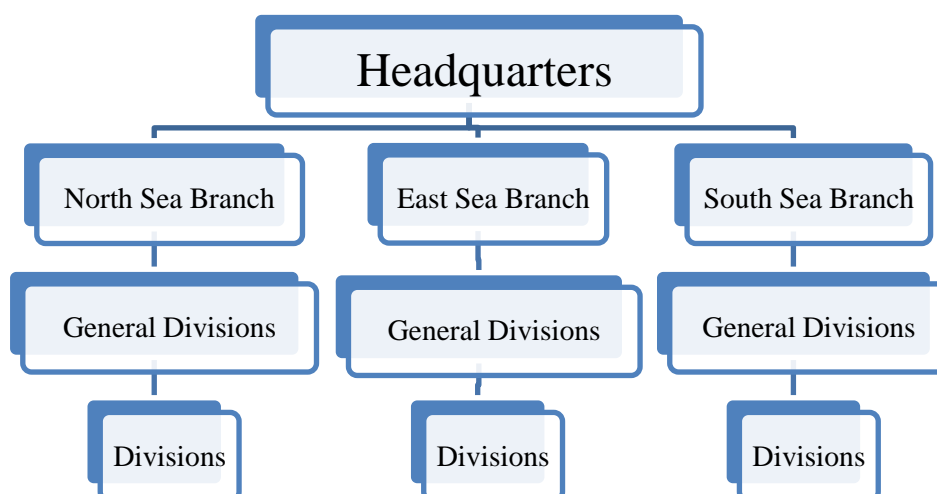 Headquarters
North Sea Branch
East Sea Branch
South Sea Branch
General Divisions
General Divisions
General Divisions
Divisions
Divisions
Divisions